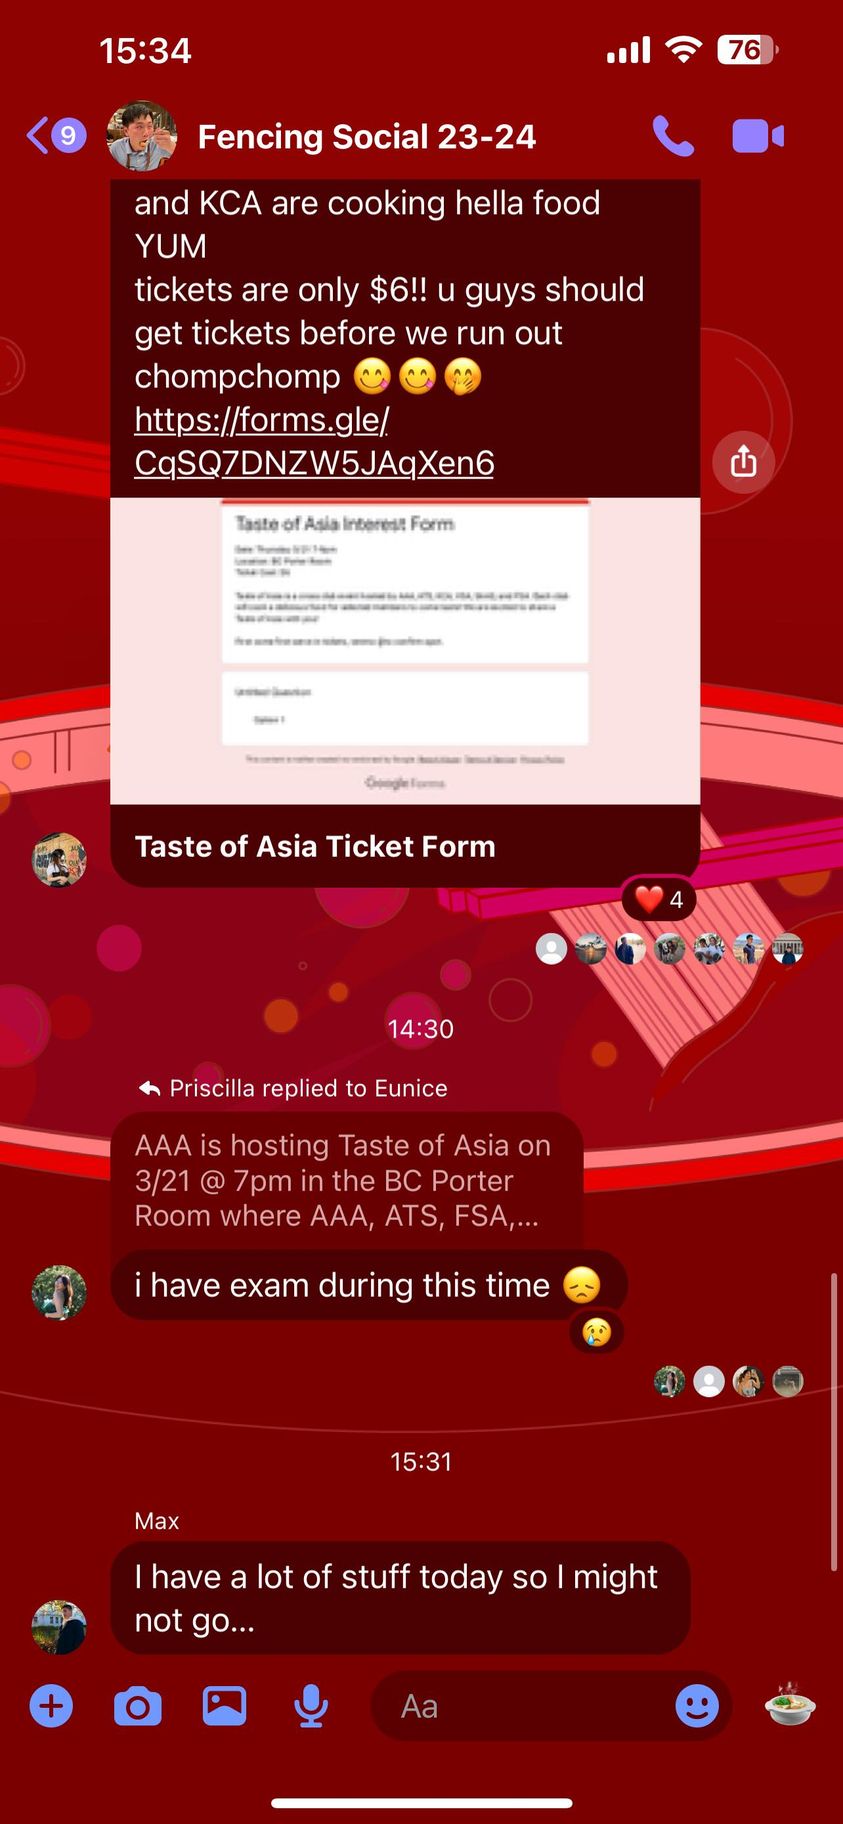 15:34
76
9
Fencing Social 23-24
and KCA are cooking hella food
YUM
tickets are only $6!! u guys should
get tickets before we run out
chompchomp 😋😋🤭
https://forms.gle/
CqSQ7DNZW5JAqXen6
Taste of Asia Interest Form
Untitled Question
Option 1
Google Forms
Taste of Asia Ticket Form
❤️ 4
14:30
Priscilla replied to Eunice
AAA is hosting Taste of Asia on
3/21 @ 7pm in the BC Porter
Room where AAA, ATS, FSA,...
i have exam during this time 😞
😢
15:31
Max
I have a lot of stuff today so I might
not go...
Aa